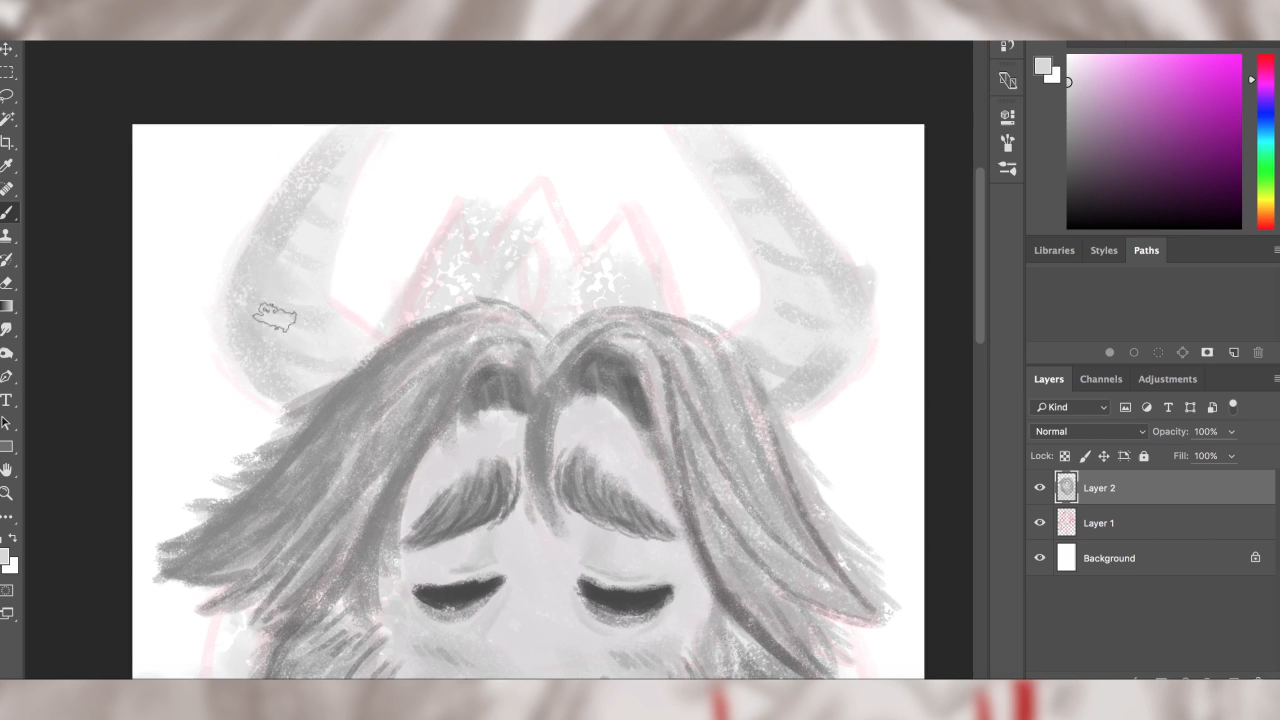 Libraries Styles Paths
Layers Channels Adjustments
Kind
Normal Opacity: 100%
Lock: Fill: 100%
Layer 2
Layer 1
Background